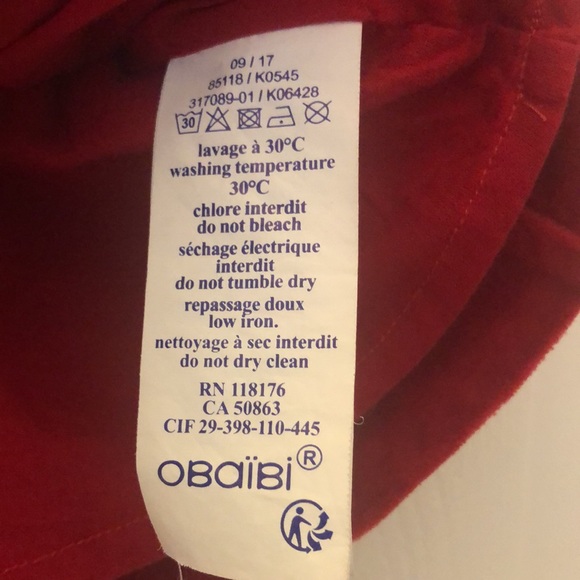 09 / 17
85118 / K0545
317089-01 / K06428
30
lavage à 30°C
washing temperature
30°C
chlore interdit
do not bleach
séchage électrique
interdit
do not tumble dry
repassage doux
low iron.
nettoyage à sec interdit
do not dry clean
RN 118176
CA 50863
CIF 29-398-110-445
OBaïBi®